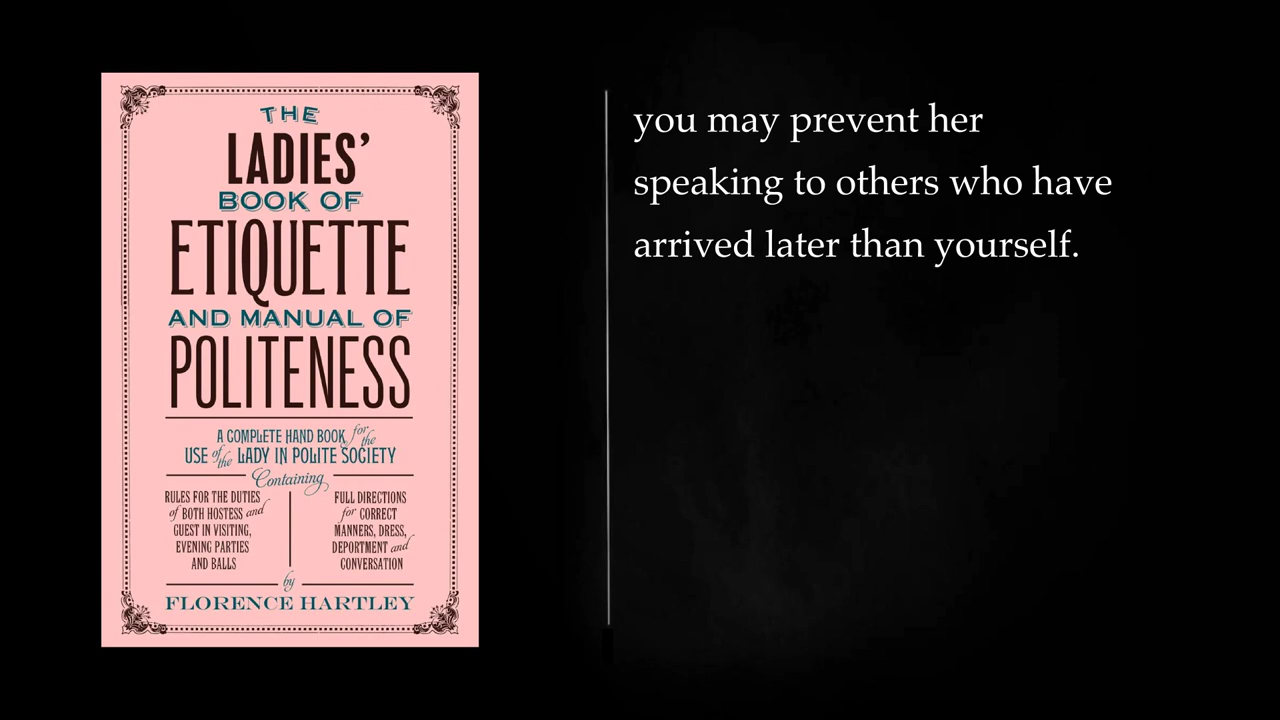 THE
LADIES'
BOOK OF
ETIQUETTE
AND MANUAL OF
POLITENESS
A COMPLETE HAND BOOK for the
USE of the LADY IN POLITE SOCIETY
Containing
RULES FOR THE DUTIES
of BOTH HOSTESS and
GUEST IN VISITING,
EVENING PARTIES
AND BALLS
FULL DIRECTIONS
for CORRECT
MANNERS, DRESS,
DEPORTMENT and
CONVERSATION
by
FLORENCE HARTLEY
you may prevent her
speaking to others who have
arrived later than yourself.